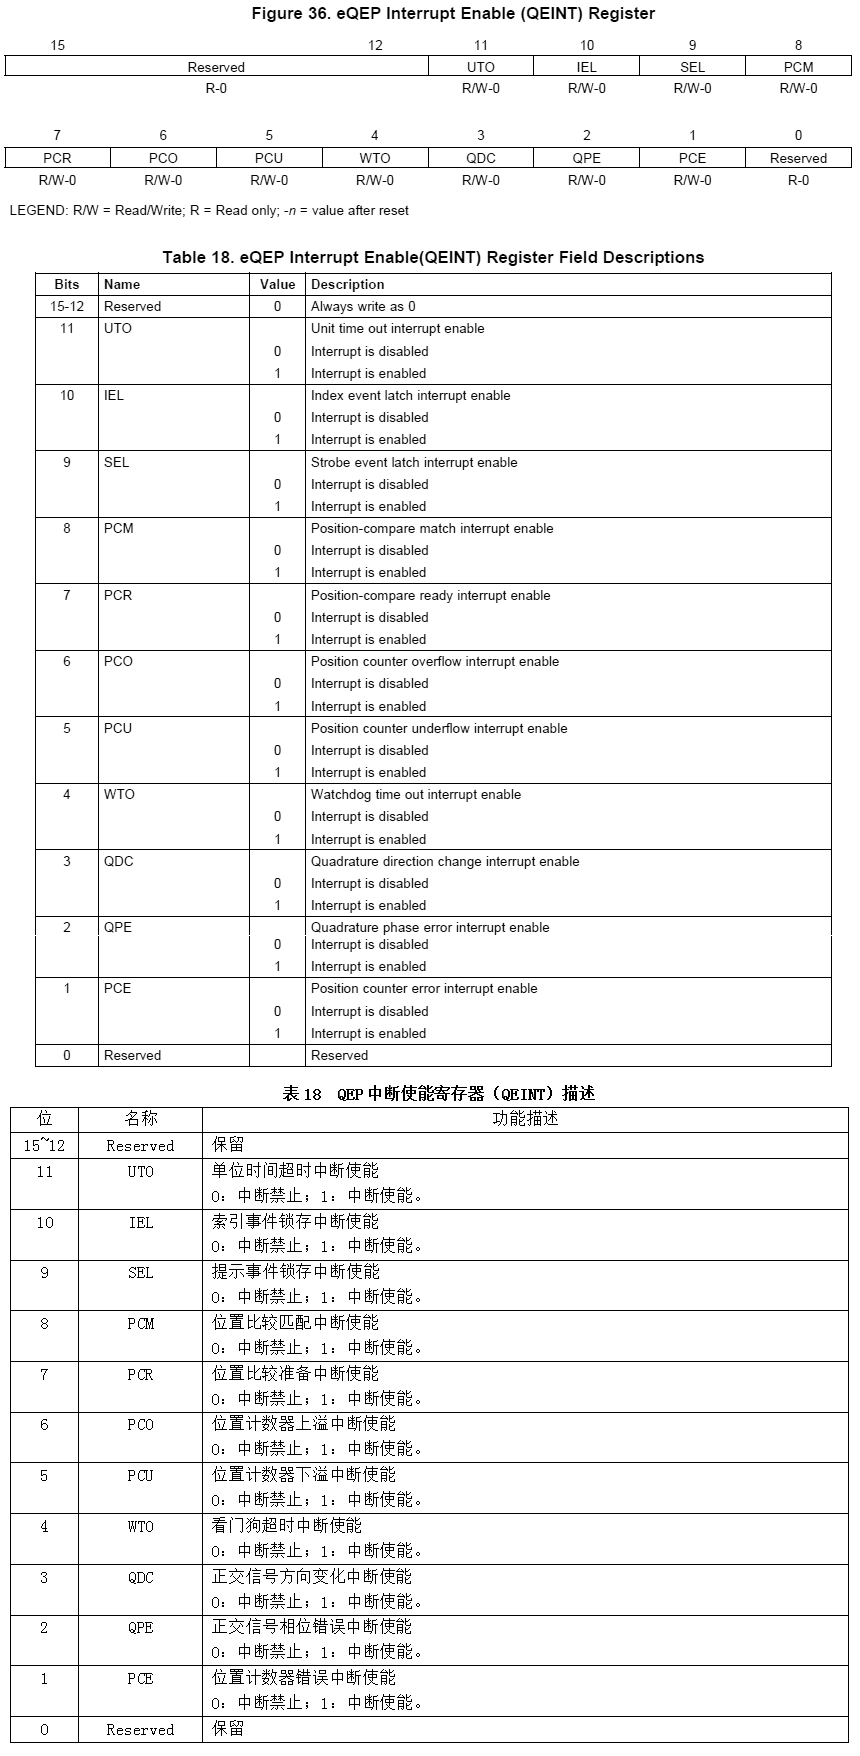 Figure 36. eQEP Interrupt Enable (QEINT) Register
15 12 11 10 9 8
Reserved UTO IEL SEL PCM
R-0 R/W-0 R/W-0 R/W-0 R/W-0
7 6 5 4 3 2 1 0
PCR PCO PCU WTO QDC QPE PCE Reserved
R/W-0 R/W-0 R/W-0 R/W-0 R/W-0 R/W-0 R/W-0 R-0
LEGEND: R/W = Read/Write; R = Read only; -n = value after reset
Table 18. eQEP Interrupt Enable(QEINT) Register Field Descriptions
Bits Name Value Description
15-12 Reserved 0 Always write as 0
11 UTO Unit time out interrupt enable
0 Interrupt is disabled
1 Interrupt is enabled
10 IEL Index event latch interrupt enable
0 Interrupt is disabled
1 Interrupt is enabled
9 SEL Strobe event latch interrupt enable
0 Interrupt is disabled
1 Interrupt is enabled
8 PCM Position-compare match interrupt enable
0 Interrupt is disabled
1 Interrupt is enabled
7 PCR Position-compare ready interrupt enable
0 Interrupt is disabled
1 Interrupt is enabled
6 PCO Position counter overflow interrupt enable
0 Interrupt is disabled
1 Interrupt is enabled
5 PCU Position counter underflow interrupt enable
0 Interrupt is disabled
1 Interrupt is enabled
4 WTO Watchdog time out interrupt enable
0 Interrupt is disabled
1 Interrupt is enabled
3 QDC Quadrature direction change interrupt enable
0 Interrupt is disabled
1 Interrupt is enabled
2 QPE Quadrature phase error interrupt enable
0 Interrupt is disabled
1 Interrupt is enabled
1 PCE Position counter error interrupt enable
0 Interrupt is disabled
1 Interrupt is enabled
0 Reserved Reserved
表 18 QEP 中断使能寄存器（QEINT）描述
位 名称 功能描述
15~12 Reserved 保留
11 UTO 单位时间超时中断使能
0：中断禁止；1：中断使能。
10 IEL 索引事件锁存中断使能
0：中断禁止；1：中断使能。
9 SEL 提示事件锁存中断使能
0：中断禁止；1：中断使能。
8 PCM 位置比较匹配中断使能
0：中断禁止；1：中断使能。
7 PCR 位置比较准备中断使能
0：中断禁止；1：中断使能。
6 PCO 位置计数器上溢中断使能
0：中断禁止；1：中断使能。
5 PCU 位置计数器下溢中断使能
0：中断禁止；1：中断使能。
4 WTO 看门狗超时中断使能
0：中断禁止；1：中断使能。
3 QDC 正交信号方向变化中断使能
0：中断禁止；1：中断使能。
2 QPE 正交信号相位错误中断使能
0：中断禁止；1：中断使能。
1 PCE 位置计数器错误中断使能
0：中断禁止；1：中断使能。
0 Reserved 保留